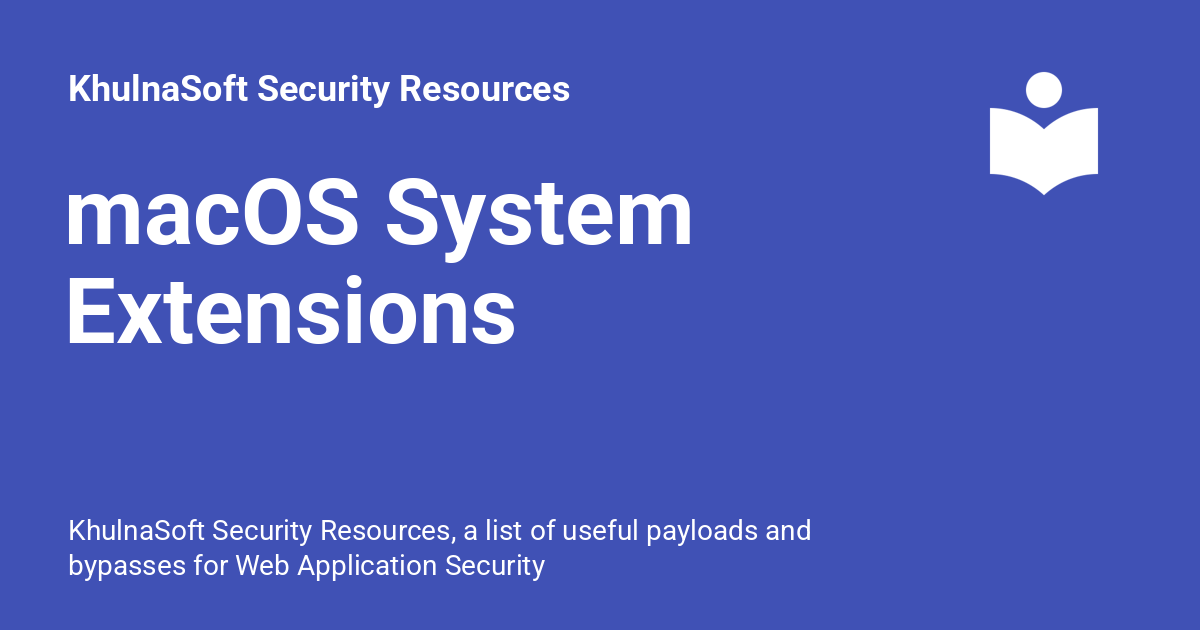 KhulnaSoft Security Resources
macOS System
Extensions
KhulnaSoft Security Resources, a list of useful payloads and
bypasses for Web Application Security